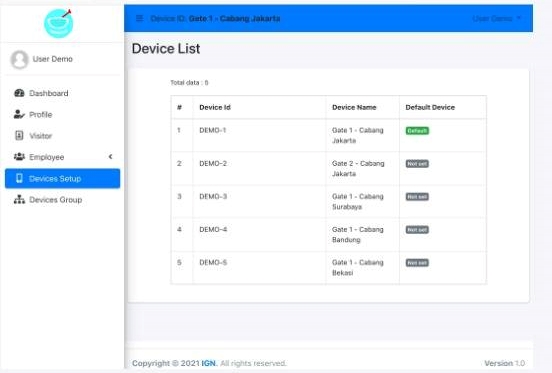 Device ID: Gate 1 - Cabang Jakarta
User Demo
User Demo
Dashboard
Profile
Visitor
Employee
Devices Setup
Devices Group
Device List
Total data : 5
# Device Id Device Name Default Device
1 DEMO-1 Gate 1 - Cabang Default
Jakarta
2 DEMO-2 Gate 2 - Cabang Not set
Jakarta
3 DEMO-3 Gate 1 - Cabang Not set
Surabaya
4 DEMO-4 Gate 1 - Cabang Not set
Bandung
5 DEMO-5 Gate 1 - Cabang Not set
Bekasi
Copyright © 2021 IGN. All rights reserved.
Version 1.0